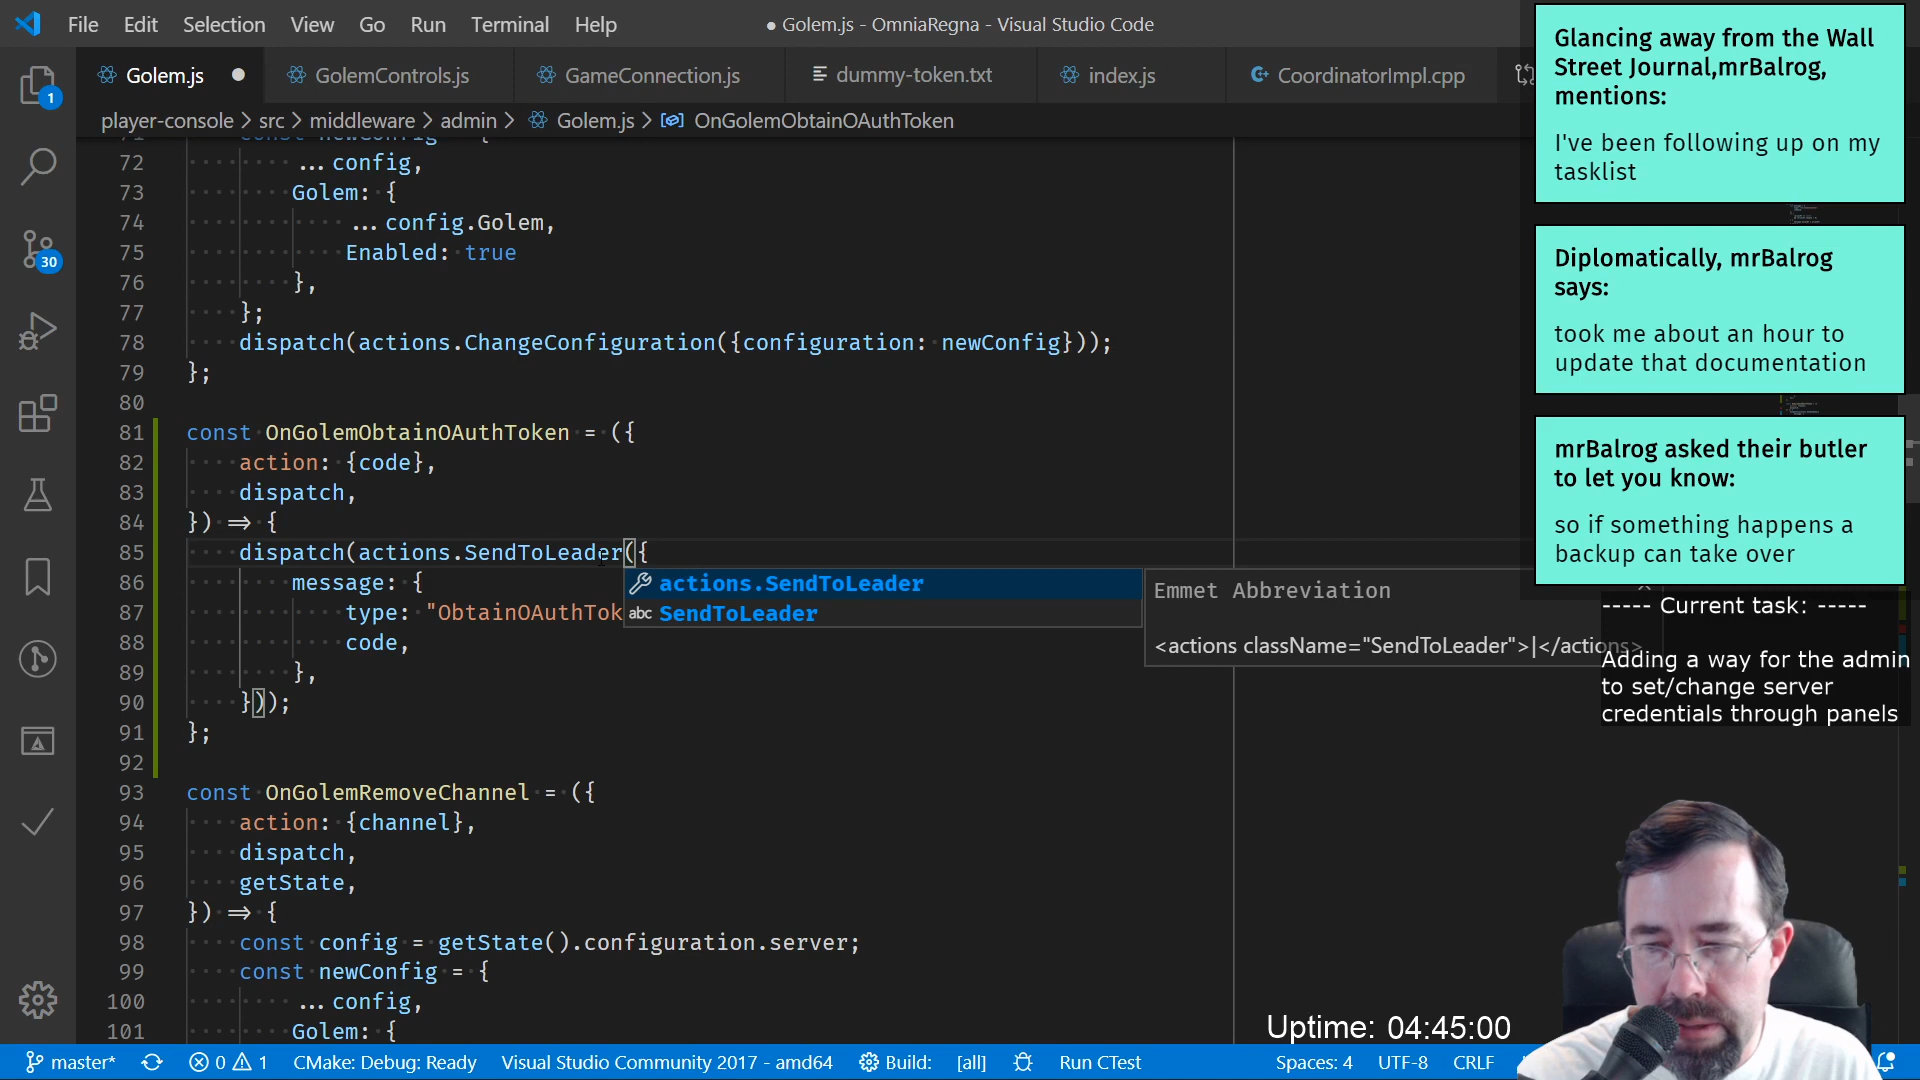 File Edit Selection View Go Run Terminal Help
● Golem.js - OmniaRegna - Visual Studio Code
Golem.js ● GolemControls.js GameConnection.js dummy-token.txt index.js CoordinatorImpl.cpp
player-console > src > middleware > admin > Golem.js > OnGolemObtainOAuthToken
72 ...config,
73 Golem: {
74 ...config.Golem,
75 Enabled: true
76 },
77 };
78 dispatch(actions.ChangeConfiguration({configuration: newConfig}));
79 };
80
81 const OnGolemObtainOAuthToken = ({
82 action: {code},
83 dispatch,
84 }) => {
85 dispatch(actions.SendToLeader({
86 message: {
87 type: "ObtainOAuthTok
88 code,
89 },
90 }));
91 };
92
93 const OnGolemRemoveChannel = ({
94 action: {channel},
95 dispatch,
96 getState,
97 }) => {
98 const config = getState().configuration.server;
99 const newConfig = {
100 ...config,
101 Golem: {
actions.SendToLeader
abc SendToLeader
Emmet Abbreviation
<actions className="SendToLeader">|</actions>
1
30
Glancing away from the Wall
Street Journal,mrBalrog,
mentions:
I've been following up on my
tasklist
Diplomatically, mrBalrog
says:
took me about an hour to
update that documentation
mrBalrog asked their butler
to let you know:
so if something happens a
backup can take over
----- Current task: -----
Adding a way for the admin
to set/change server
credentials through panels
Uptime: 04:45:00
master* 0 1 CMake: Debug: Ready Visual Studio Community 2017 - amd64 Build: [all] Run CTest Spaces: 4 UTF-8 CRLF